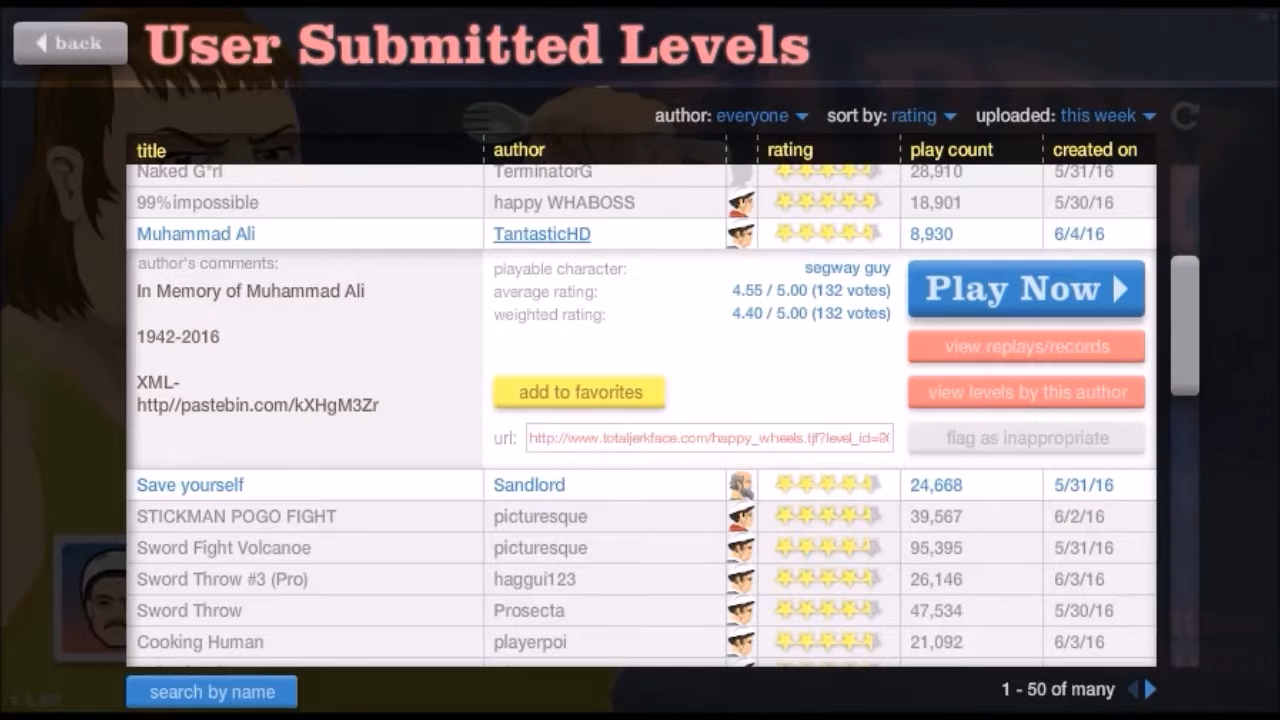 back
User Submitted Levels
author: everyone sort by: rating uploaded: this week
title author rating play count created on
Naked G*rl TerminatorG 28,910 5/31/16
99%impossible happy WHABOSS 18,901 5/30/16
Muhammad Ali TantasticHD 8,930 6/4/16
author's comments:
In Memory of Muhammad Ali
1942-2016
XML-
http//pastebin.com/kXHgM3Zr
playable character: segway guy
average rating: 4.55 / 5.00 (132 votes)
weighted rating: 4.40 / 5.00 (132 votes)
add to favorites
url: http://www.totaljerkface.com/happy_wheels.tjf?level_id=9
Play Now
view replays/records
view levels by this author
flag as inappropriate
Save yourself Sandlord 24,668 5/31/16
STICKMAN POGO FIGHT picturesque 39,567 6/2/16
Sword Fight Volcanoe picturesque 95,395 5/31/16
Sword Throw #3 (Pro) haggui123 26,146 6/3/16
Sword Throw Prosecta 47,534 5/30/16
Cooking Human playerpoi 21,092 6/3/16
search by name
1 - 50 of many